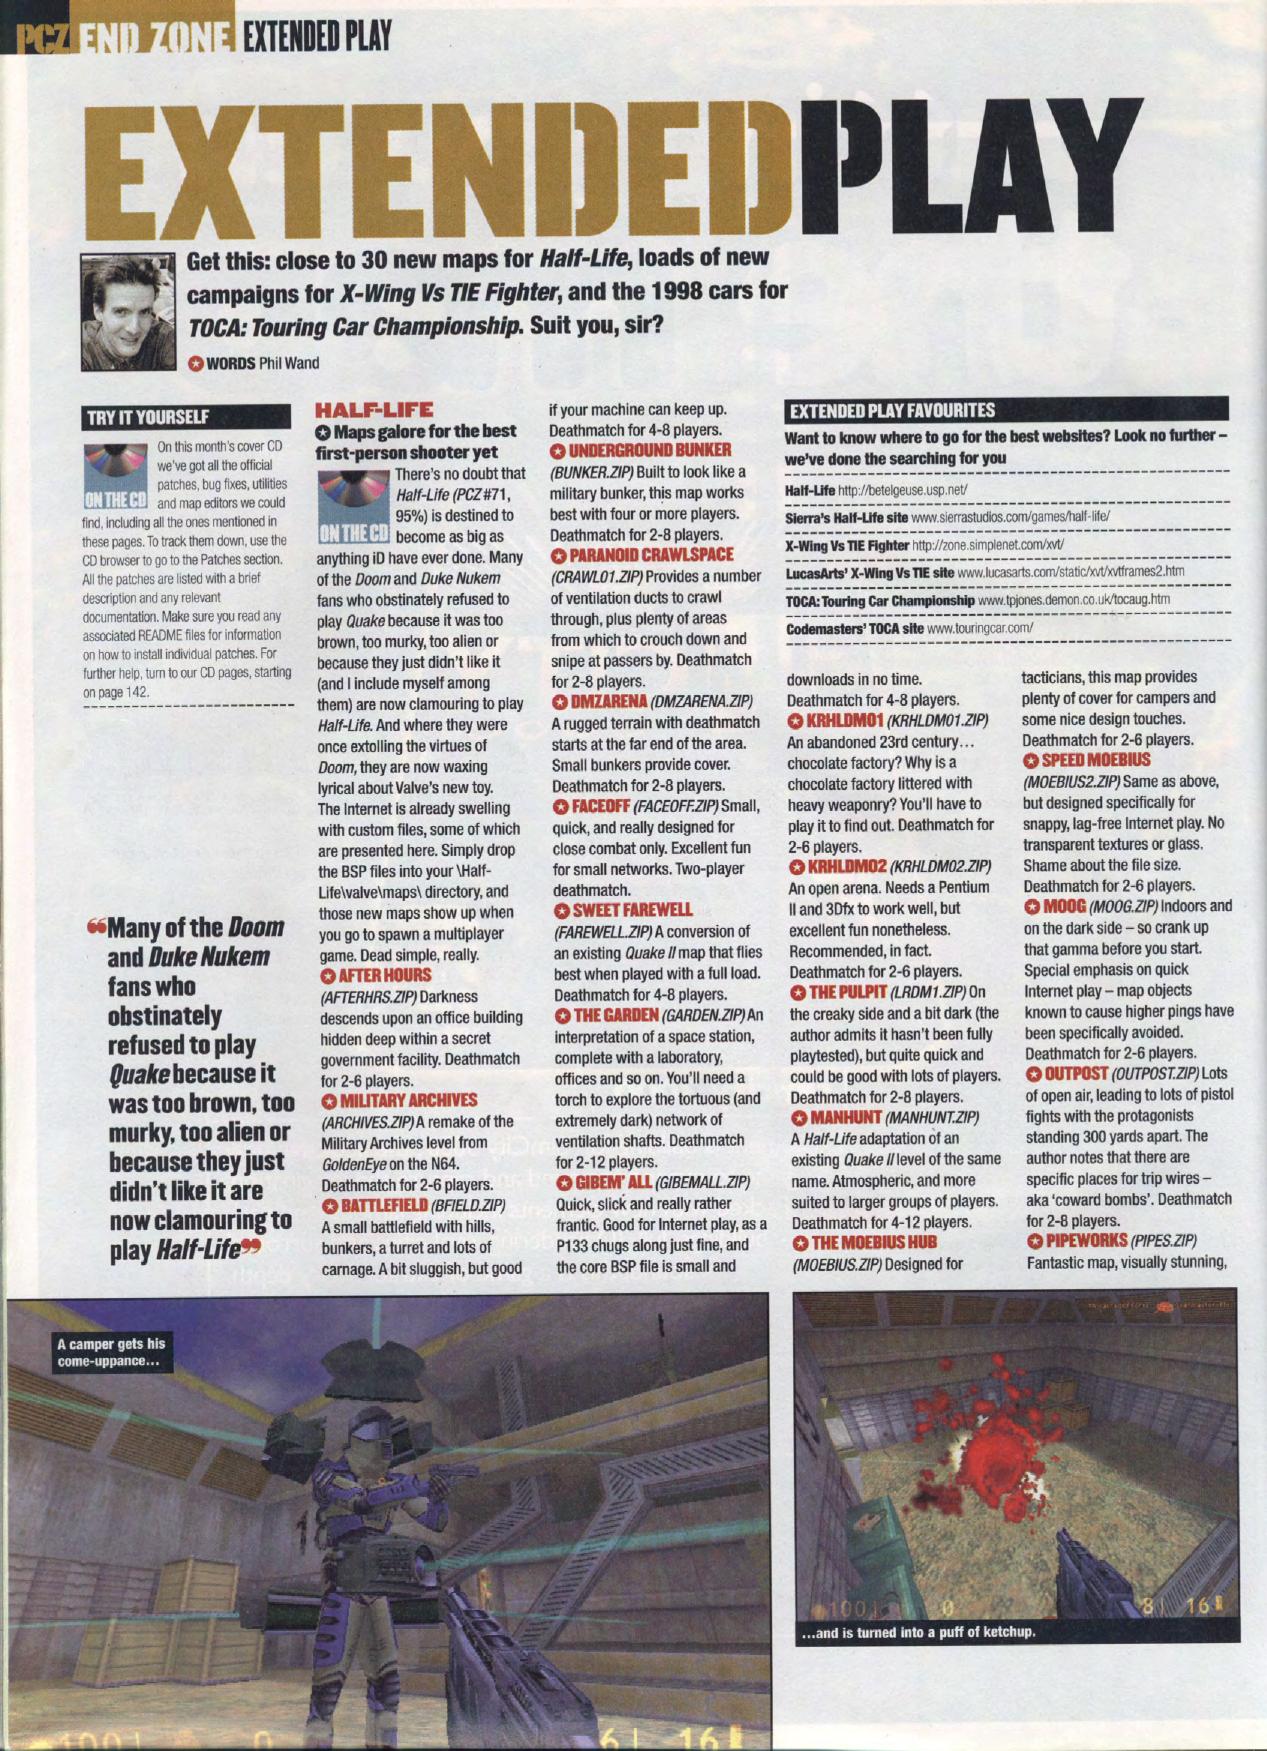 PCZ END ZONE EXTENDED PLAY
EXTENDEDPLAY
Get this: close to 30 new maps for Half-Life, loads of new
campaigns for X-Wing Vs TIE Fighter, and the 1998 cars for
TOCA: Touring Car Championship. Suit you, sir?
WORDS Phil Wand
TRY IT YOURSELF
ON THE CD
On this month's cover CD
we've got all the official
patches, bug fixes, utilities
and map editors we could
find, including all the ones mentioned in
these pages. To track them down, use the
CD browser to go to the Patches section.
All the patches are listed with a brief
description and any relevant
documentation. Make sure you read any
associated README files for information
on how to install individual patches. For
further help, turn to our CD pages, starting
on page 142.
“Many of the Doom
and Duke Nukem
fans who
obstinately
refused to play
Quake because it
was too brown, too
murky, too alien or
because they just
didn't like it are
now clamouring to
play Half-Life”
HALF-LIFE
Maps galore for the best
first-person shooter yet
ON THE CD
There's no doubt that
Half-Life (PCZ #71,
95%) is destined to
become as big as
anything iD have ever done. Many
of the Doom and Duke Nukem
fans who obstinately refused to
play Quake because it was too
brown, too murky, too alien or
because they just didn't like it
(and I include myself among
them) are now clamouring to play
Half-Life. And where they were
once extolling the virtues of
Doom, they are now waxing
lyrical about Valve's new toy.
The Internet is already swelling
with custom files, some of which
are presented here. Simply drop
the BSP files into your \Half-
Life\valve\maps\ directory, and
those new maps show up when
you go to spawn a multiplayer
game. Dead simple, really.
AFTER HOURS
(AFTERHRS.ZIP) Darkness
descends upon an office building
hidden deep within a secret
government facility. Deathmatch
for 2-6 players.
MILITARY ARCHIVES
(ARCHIVES.ZIP) A remake of the
Military Archives level from
GoldenEye on the N64.
Deathmatch for 2-6 players.
BATTLEFIELD (BFIELD.ZIP)
A small battlefield with hills,
bunkers, a turret and lots of
carnage. A bit sluggish, but good
if your machine can keep up.
Deathmatch for 4-8 players.
UNDERGROUND BUNKER
(BUNKER.ZIP) Built to look like a
military bunker, this map works
best with four or more players.
Deathmatch for 2-8 players.
PARANOID CRAWLSPACE
(CRAWL01.ZIP) Provides a number
of ventilation ducts to crawl
through, plus plenty of areas
from which to crouch down and
snipe at passers by. Deathmatch
for 2-8 players.
DMZARENA (DMZARENA.ZIP)
A rugged terrain with deathmatch
starts at the far end of the area.
Small bunkers provide cover.
Deathmatch for 2-8 players.
FACEOFF (FACEOFF.ZIP) Small,
quick, and really designed for
close combat only. Excellent fun
for small networks. Two-player
deathmatch.
SWEET FAREWELL
(FAREWELL.ZIP) A conversion of
an existing Quake II map that flies
best when played with a full load.
Deathmatch for 4-8 players.
THE GARDEN (GARDEN.ZIP) An
interpretation of a space station,
complete with a laboratory,
offices and so on. You'll need a
torch to explore the tortuous (and
extremely dark) network of
ventilation shafts. Deathmatch
for 2-12 players.
GIBEM' ALL (GIBEMALL.ZIP)
Quick, slick and really rather
frantic. Good for Internet play, as a
P133 chugs along just fine, and
the core BSP file is small and
EXTENDED PLAY FAVOURITES
Want to know where to go for the best websites? Look no further –
we've done the searching for you
Half-Life http://betelgeuse.usp.net/
Sierra's Half-Life site www.sierrastudios.com/games/half-life/
X-Wing Vs TIE Fighter http://zone.simplenet.com/xvt/
LucasArts' X-Wing Vs TIE site www.lucasarts.com/static/xvt/xvtframes2.htm
TOCA: Touring Car Championship www.tpjones.demon.co.uk/tocaug.htm
Codemasters' TOCA site www.touringcar.com/
downloads in no time.
Deathmatch for 4-8 players.
KRHLDM01 (KRHLDM01.ZIP)
An abandoned 23rd century...
chocolate factory? Why is a
chocolate factory littered with
heavy weaponry? You'll have to
play it to find out. Deathmatch for
2-6 players.
KRHLDM02 (KRHLDM02.ZIP)
An open arena. Needs a Pentium
II and 3Dfx to work well, but
excellent fun nonetheless.
Recommended, in fact.
Deathmatch for 2-6 players.
THE PULPIT (LRDM1.ZIP) On
the creaky side and a bit dark (the
author admits it hasn't been fully
playtested), but quite quick and
could be good with lots of players.
Deathmatch for 2-8 players.
MANHUNT (MANHUNT.ZIP)
A Half-Life adaptation of an
existing Quake II level of the same
name. Atmospheric, and more
suited to larger groups of players.
Deathmatch for 4-12 players.
THE MOEBIUS HUB
(MOEBIUS.ZIP) Designed for
tacticians, this map provides
plenty of cover for campers and
some nice design touches.
Deathmatch for 2-6 players.
SPEED MOEBIUS
(MOEBIUS2.ZIP) Same as above,
but designed specifically for
snappy, lag-free Internet play. No
transparent textures or glass.
Shame about the file size.
Deathmatch for 2-6 players.
MOOG (MOOG.ZIP) Indoors and
on the dark side – so crank up
that gamma before you start.
Special emphasis on quick
Internet play – map objects
known to cause higher pings have
been specifically avoided.
Deathmatch for 2-6 players.
OUTPOST (OUTPOST.ZIP) Lots
of open air, leading to lots of pistol
fights with the protagonists
standing 300 yards apart. The
author notes that there are
specific places for trip wires –
aka 'coward bombs'. Deathmatch
for 2-8 players.
PIPEWORKS (PIPES.ZIP)
Fantastic map, visually stunning,
A camper gets his
come-uppance...
100 0 6 16
100 0 8 16
...and is turned into a puff of ketchup.